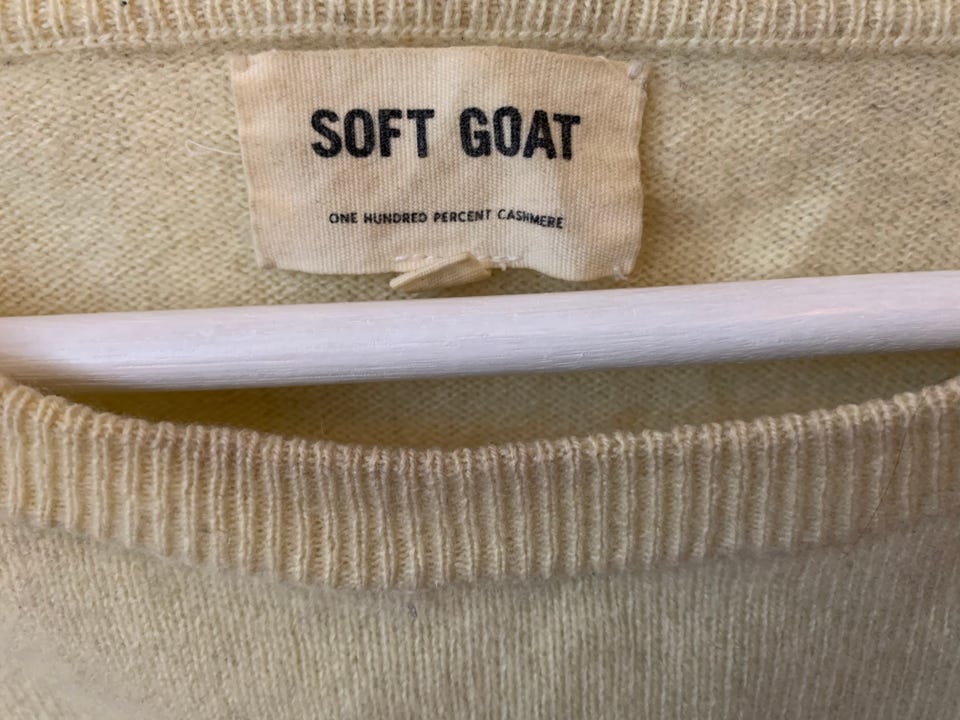 SOFT GOAT
ONE HUNDRED PERCENT CASHMERE